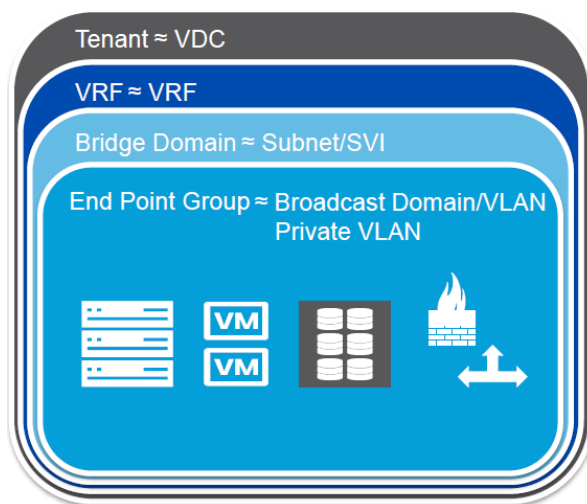 Tenant ≈ VDC
VRF ≈ VRF
Bridge Domain ≈ Subnet/SVI
End Point Group ≈ Broadcast Domain/VLAN
Private VLAN
VM
VM